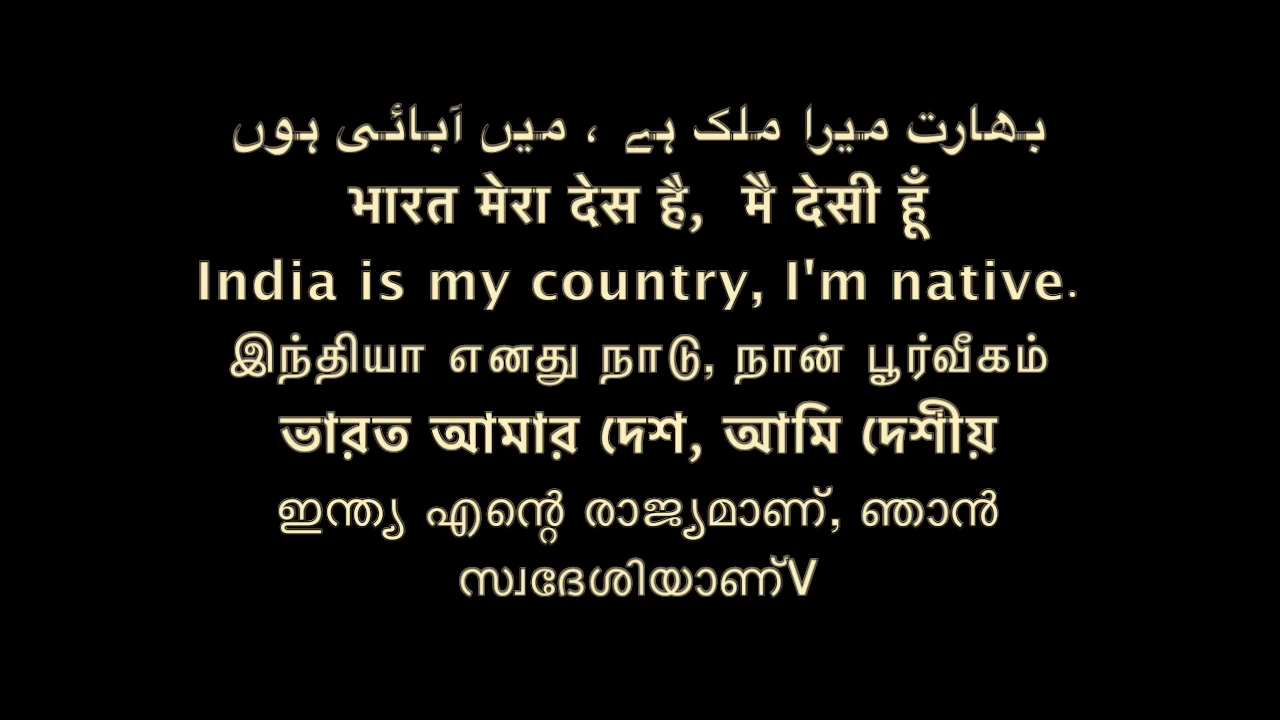 بھارت میرا ملک ہے ، میں آبائی ہوں
भारत मेरा देस है, मै देसी हूँ
India is my country, I'm native.
இந்தியா எனது நாடு, நான் பூர்வீகம்
ভারত আমার দেশ, আমি দেশীয়
ഇന്ത്യ എന്റെ രാജ്യമാണ്, ഞാൻ
സ്വദേശിയാണ്V